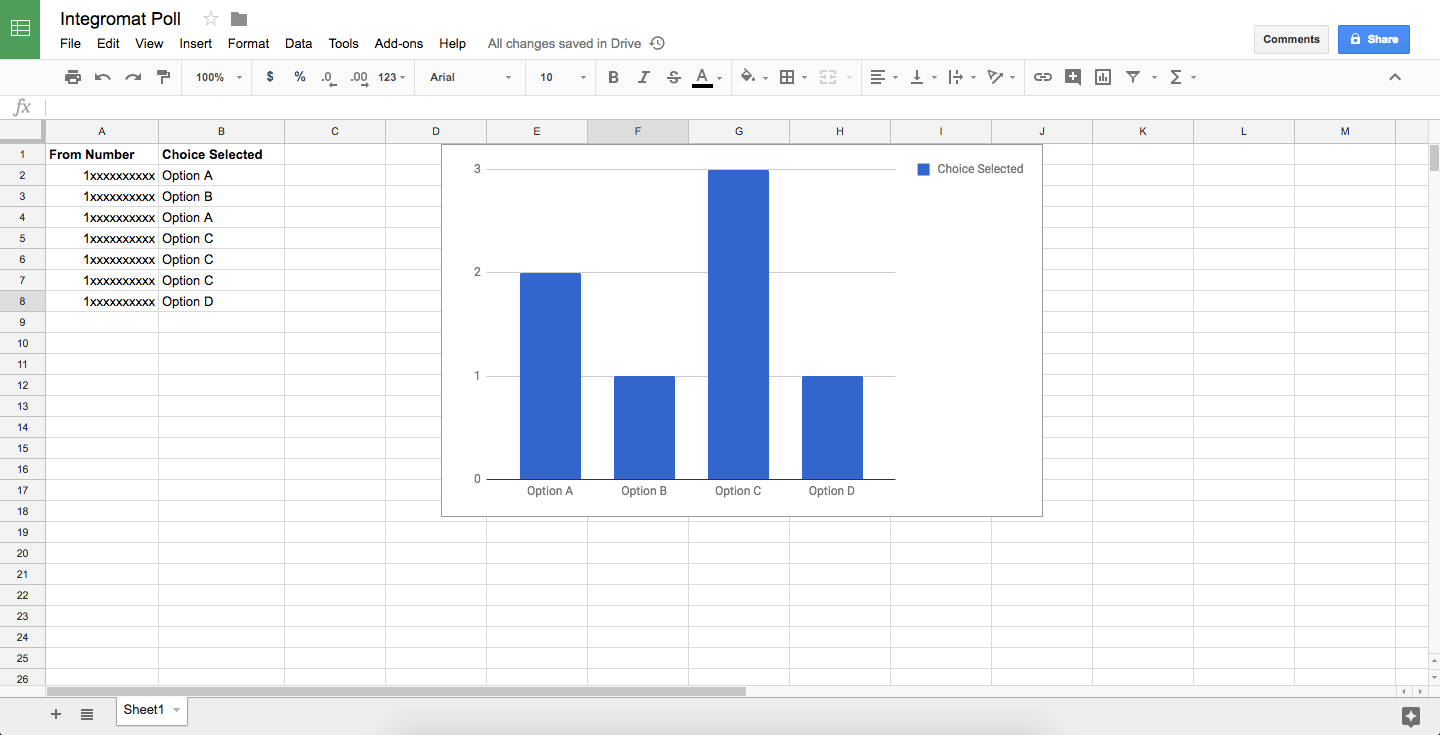 Integromat Poll
File Edit View Insert Format Data Tools Add-ons Help All changes saved in Drive
Comments Share
100% $ % .0 .00 123 Arial 10 B I S A Σ
fx
A B C D E F G H I J K L M
1 From Number Choice Selected
2 1xxxxxxxxxx Option A
3 1xxxxxxxxxx Option B
4 1xxxxxxxxxx Option A
5 1xxxxxxxxxx Option C
6 1xxxxxxxxxx Option C
7 1xxxxxxxxxx Option C
8 1xxxxxxxxxx Option D
9
10
11
12
13
14
15
16
17
18
19
20
21
22
23
24
25
26
3
2
1
0
Option A Option B Option C Option D
Choice Selected
+ Sheet1